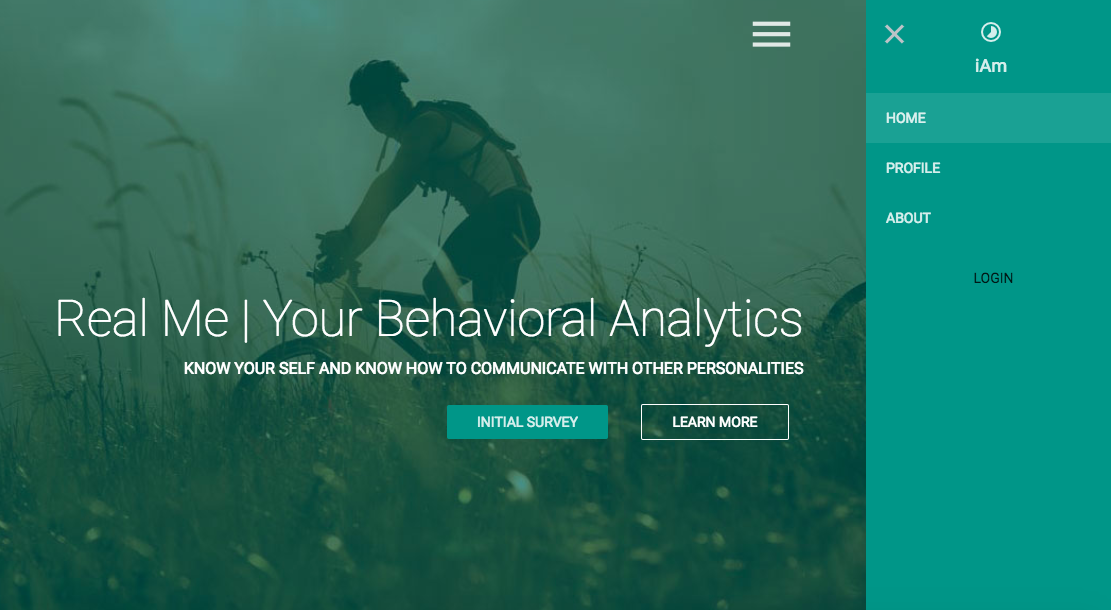 iAm
HOME
PROFILE
ABOUT
LOGIN
Real Me | Your Behavioral Analytics
KNOW YOUR SELF AND KNOW HOW TO COMMUNICATE WITH OTHER PERSONALITIES
INITIAL SURVEY
LEARN MORE